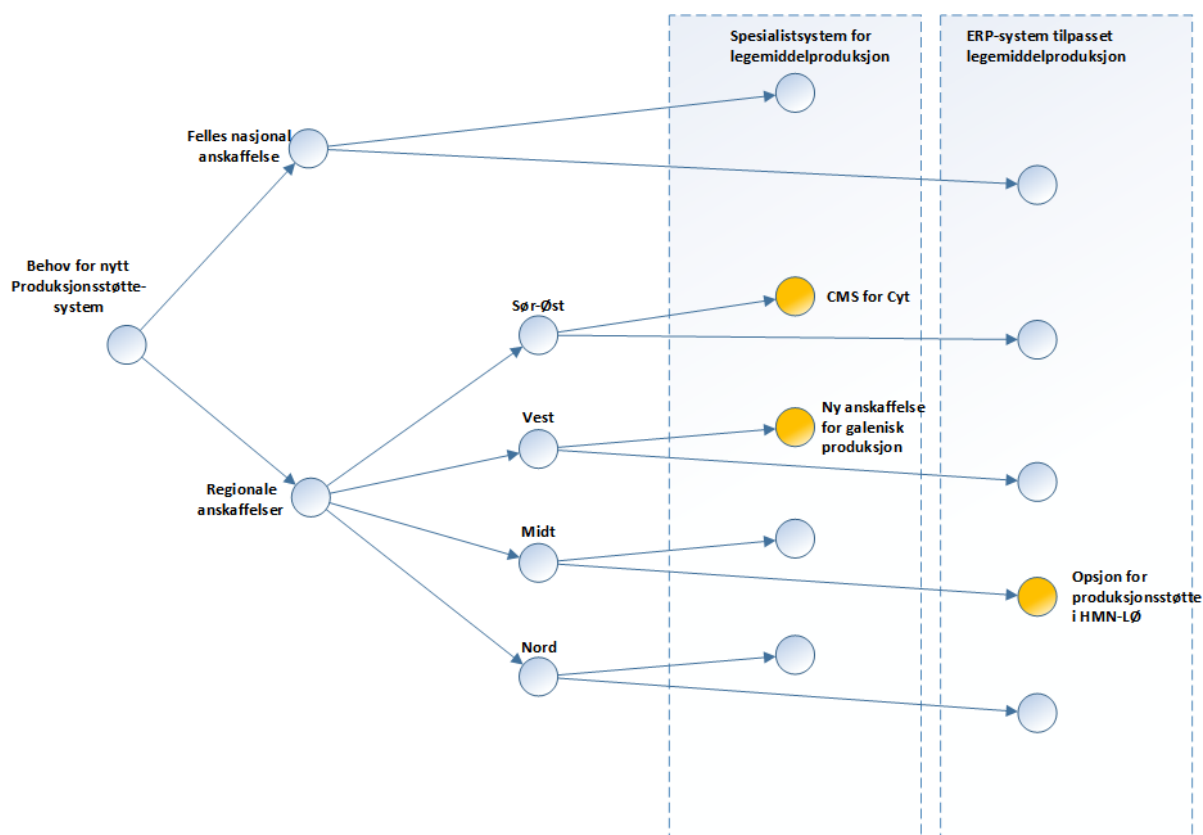 Spesialistsystem for
legemiddelproduksjon
ERP-system tilpasset
legemiddelproduksjon
Felles nasjonal
anskaffelse
Behov for nytt
Produksjonsstøtte-
system
Sør-Øst
CMS for Cyt
Vest
Ny anskaffelse
for galenisk
produksjon
Regionale
anskaffelser
Midt
Opsjon for
produksjonsstøtte
i HMN-LØ
Nord